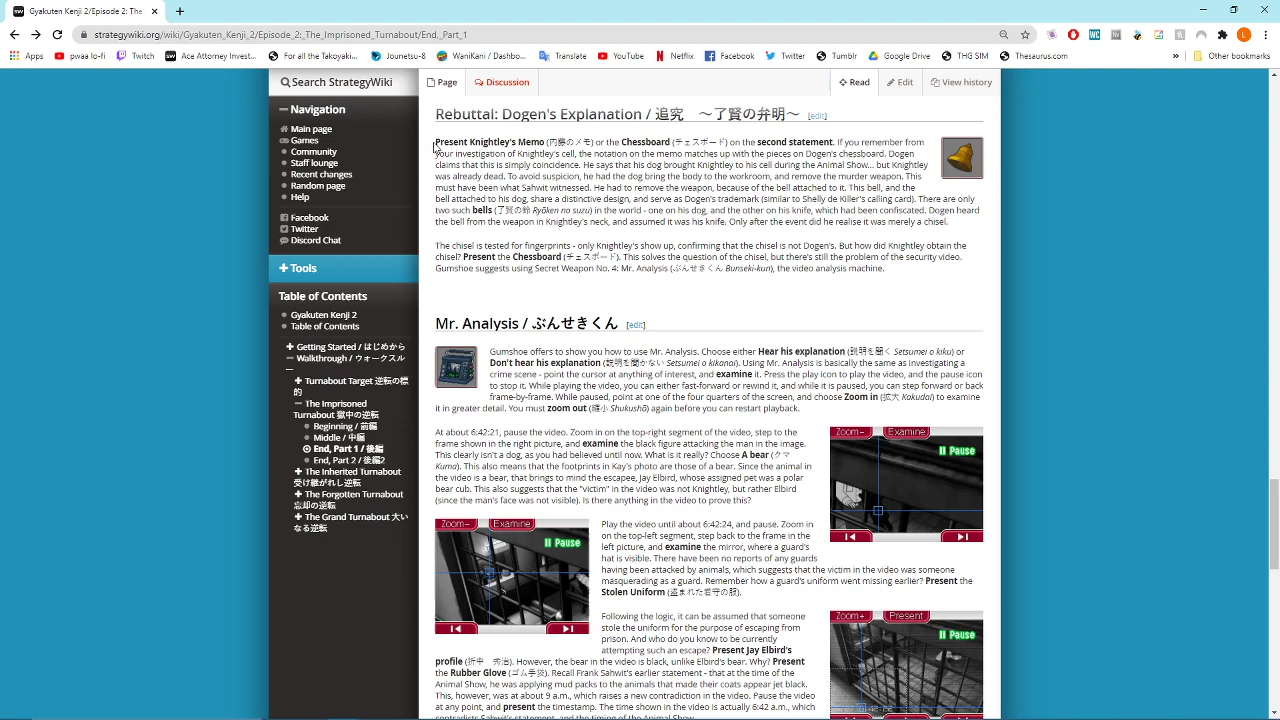 Gyakuten Kenji 2/Episode 2: The
strategywiki.org/wiki/Gyakuten_Kenji_2/Episode_2:_The_Imprisoned_Turnabout/End,_Part_1
Apps
pwaa lo-fi
Twitch
Ace Attorney Invest...
For all the Takoyaki...
Jounetsu-8
WaniKani / Dashbo...
Translate
YouTube
Netflix
Facebook
Twitter
Tumblr
Google Drive
THG SIM
Throne of Chomps
»
Other bookmarks
Search StrategyWiki
Page
Discussion
Read
Edit
View history
Navigation
Main page
Games
Community
Staff lounge
Recent changes
Random page
Help
Facebook
Twitter
Discord Chat
Tools
Table of Contents
Gyakuten Kenji 2
Table of Contents
Getting Started / はじめから
Walkthrough / ウォークスル
ー
Turnabout Target 逆転の標
的
The Imprisoned
Turnabout 獄中の逆転
Beginning / 前編
Middle / 中編
End, Part 1 / 後編
End, Part 2 / 後編2
The Inherited Turnabout
受け継がれし逆転
The Forgotten Turnabout
忘却の逆転
The Grand Turnabout 大い
なる逆転
Rebuttal: Dogen's Explanation / 追究　～了賢の弁明～ [edit]
Present Knightley's Memo (内藤のメモ) or the Chessboard (チェスボード) on the second statement. If you remember from
your investigation of Knightley's cell, the notation on the memo matches up with the pieces on Dogen's chessboard. Dogen
claims that this is simply coincidence. He says that his dog brought Knightley to his cell during the Animal Show... but Knightley
was already dead. To avoid suspicion, he had the dog bring the body to the workroom, and remove the murder weapon. This
must have been what Sahwit witnessed. He had to remove the weapon, because of the bell attached to it. This bell, and the
bell attached to his dog, share a distinctive design, and are Dogen's trademark (similar to Shelly de Killer's calling card). There are only
two such bells (了賢の鈴 Ryōken no suzu) in the world - one on his dog, and the other on his knife, which had been confiscated. Dogen heard
the bell from the weapon in Knightley's neck, and assumed it was his knife. Only after the event did he realise it was merely a chisel.
The chisel is tested for fingerprints - only Knightley's show up, confirming that the chisel is not Dogen's. But how did Knightley obtain the
chisel? Present the Chessboard (チェスボード). This solves the question of the chisel, but there's still the problem of the security video.
Gumshoe suggests using Secret Weapon No. 4: Mr. Analysis (ぶんせきくん Bunseki-kun), the video analysis machine.
Mr. Analysis / ぶんせきくん [edit]
Gumshoe offers to show you how to use Mr. Analysis. Choose either Hear his explanation (説明を聞く Setsumei o kiku) or
Don't hear his explanation (説明を聞かない Setsumei o kikanai). Using Mr. Analysis is basically the same as investigating a
crime scene - point the cursor at anything of interest, and examine it. Press the play icon to play the video, and the pause icon
to stop it. While playing the video, you can either fast-forward or rewind it, and while it is paused, you can step forward or back
frame-by-frame. While paused, point at one of the four quarters of the screen, and choose Zoom in (拡大 Kakudai) to examine
it in greater detail. You must zoom out (縮小 Shukushō) again before you can restart playback.
At about 6:42:21, pause the video. Zoom in on the top-right segment of the video, step to the
frame shown in the right picture, and examine the black figure attacking the man in the image.
This clearly isn't a dog, as you had believed until now. What is it really? Choose A bear (クマ
Kuma). This also means that the footprints in Kay's photo are those of a bear. Since the animal in
the video is a bear, that brings to mind the escapee, Jay Elbird, whose assigned pet was a polar
bear cub. This also suggests that the "victim" in the video was not Knightley, but rather Elbird
(since the man's face was not visible). Is there anything in the video to prove this?
Zoom−
Examine
Pause
Zoom−
Examine
Pause
Play the video until about 6:42:24, and pause. Zoom in
on the top-left segment, step back to the frame in the
left picture, and examine the mirror, where a guard's
hat is visible. There have been no reports of any guards
having been attacked by animals, which suggests that the victim in the video was someone
masquerading as a guard. Remember how a guard's uniform went missing earlier? Present the
Stolen Uniform (盗まれた看守の服).
Following the logic, it can be assumed that someone
stole the uniform for the purpose of escaping from
prison. And who do you know to be currently
attempting such an escape? Present Jay Elbird's
profile (折中　秀治). However, the bear in the video is black, unlike Elbird's bear. Why? Present
the Rubber Glove (ゴム手袋). Recall Frank Sahwit's earlier statement - that at the time of the
Animal Show, he was applying mud packs to the animals that made their coats appear jet black.
This, however, was at about 9 a.m., which raises a new contradiction in the video. Pause the video
at any point, and present the timing. The time shown in the video is actually 6:42 a.m., which
contradicts Sahwit's statement, and the timing of the Animal Show.
Zoom+
Present
Pause